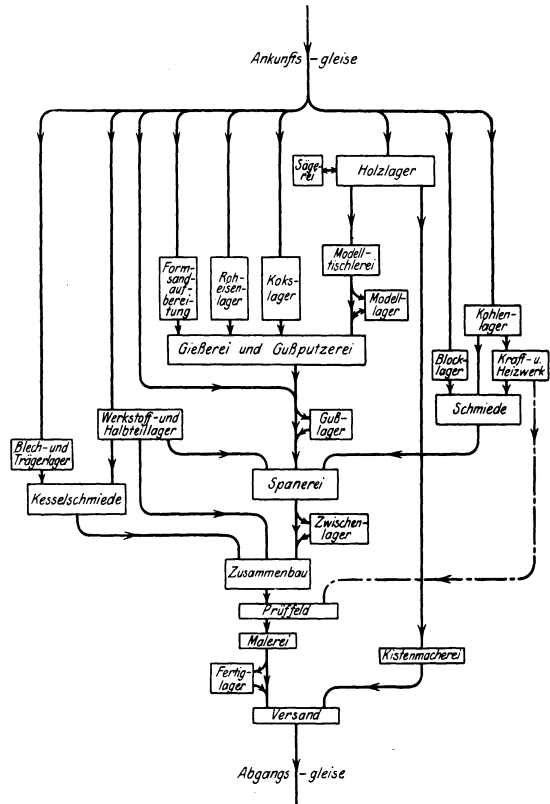 Ankunfts - gleise
Säge-
rei
Holzlager
Form-
sand-
auf-
berei-
tung
Roh-
eisen-
lager
Koks-
lager
Modell-
tischlerei
Modell-
lager
Kohlen-
lager
Gießerei und Gußputzerei
Block-
lager
Kraff- u.
Heizwerk
Schmiede
Werkstoff- und
Halbteillager
Guß-
lager
Blech- und
Trägerlager
Kesselschmiede
Spanerei
Zwischen-
lager
Zusammenbau
Prüffeld
Malerei
Kistenmacherei
Fertig-
lager
Versand
Abgangs - gleise